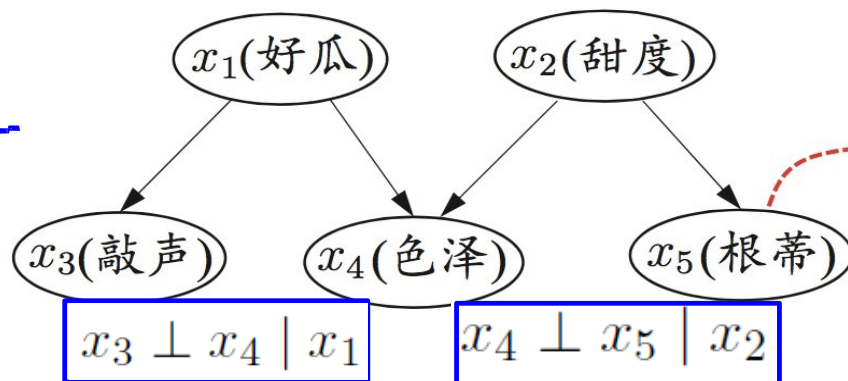 x₁(好瓜) x₂(甜度)
x₃(敲声) x₄(色泽) x₅(根蒂)
x₃ ⊥ x₄ | x₁ x₄ ⊥ x₅ | x₂